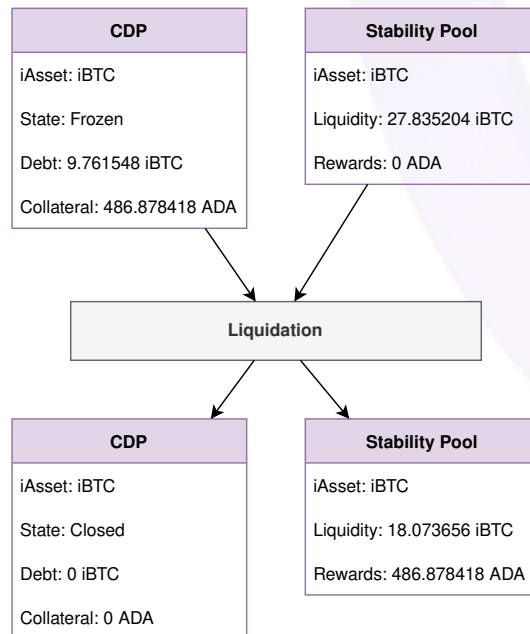 CDP
iAsset: iBTC
State: Frozen
Debt: 9.761548 iBTC
Collateral: 486.878418 ADA
Stability Pool
iAsset: iBTC
Liquidity: 27.835204 iBTC
Rewards: 0 ADA
Liquidation
CDP
iAsset: iBTC
State: Closed
Debt: 0 iBTC
Collateral: 0 ADA
Stability Pool
iAsset: iBTC
Liquidity: 18.073656 iBTC
Rewards: 486.878418 ADA